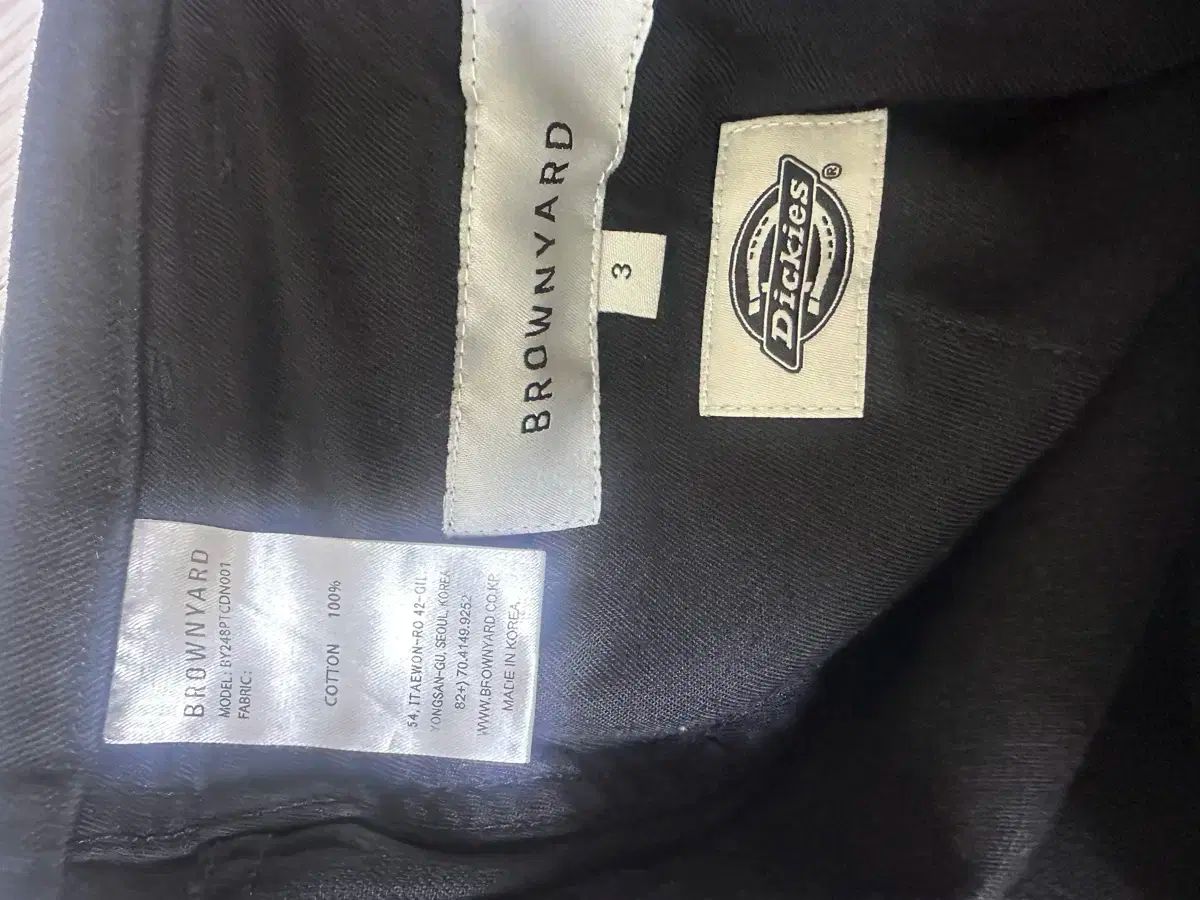 BROWNYARD
3
Dickies®
BROWNYARD
MODEL: BY248PTCDN001
FABRIC:
COTTON 100%
54, ITAEWON-RO 42-GIL
YONGSAN-GU, SEOUL, KOREA
82+) 70.4149.9252
WWW.BROWNYARD.CO.KR
MADE IN KOREA